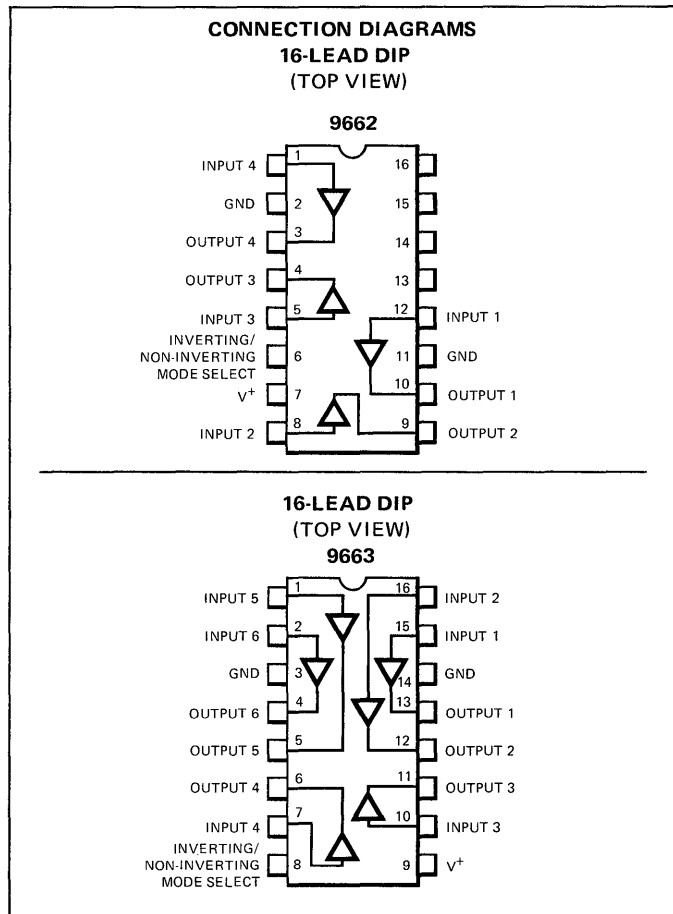 CONNECTION DIAGRAMS
16-LEAD DIP
(TOP VIEW)
9662
INPUT 4 1 16
GND 2 15
OUTPUT 4 3 14
OUTPUT 3 4 13
INPUT 3 5 12 INPUT 1
INVERTING/
NON-INVERTING
MODE SELECT 6 11 GND
V+ 7 10 OUTPUT 1
INPUT 2 8 9 OUTPUT 2
16-LEAD DIP
(TOP VIEW)
9663
INPUT 5 1 16 INPUT 2
INPUT 6 2 15 INPUT 1
GND 3 14 GND
OUTPUT 6 4 13 OUTPUT 1
OUTPUT 5 5 12 OUTPUT 2
OUTPUT 4 6 11 OUTPUT 3
INPUT 4 7 10 INPUT 3
INVERTING/
NON-INVERTING
MODE SELECT 8 9 V+